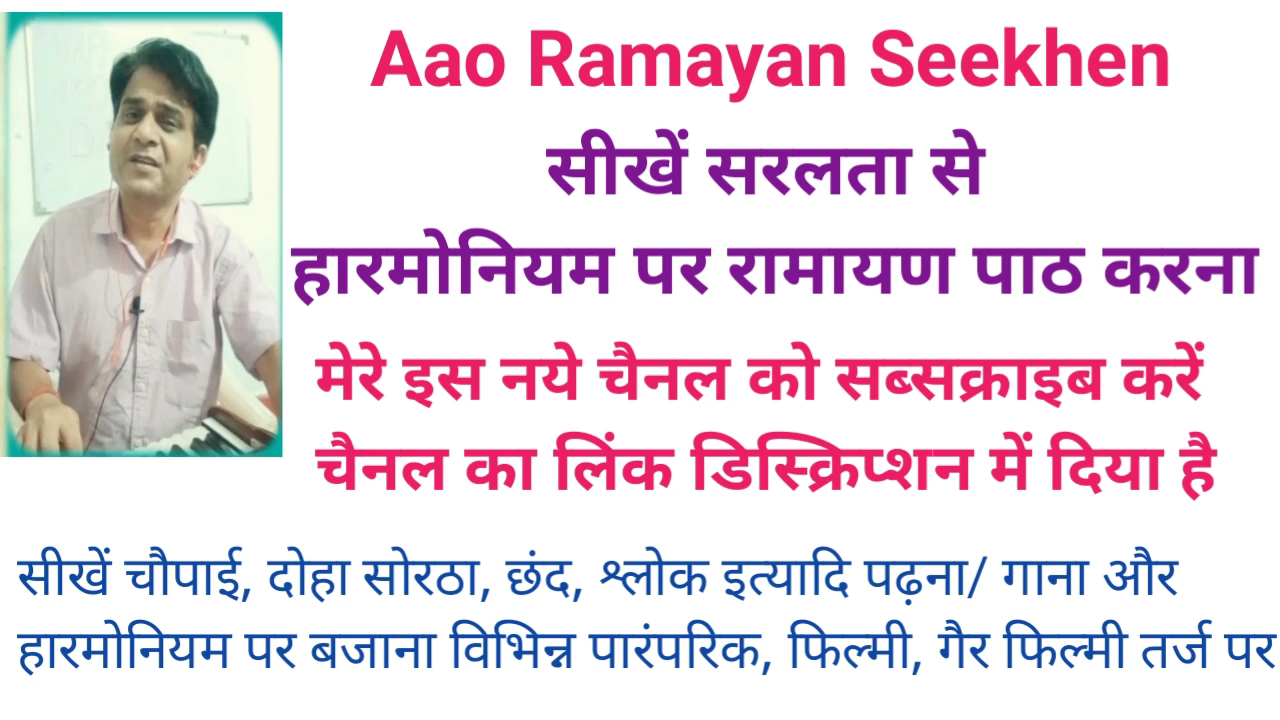 Aao Ramayan Seekhen
सीखें सरलता से
हारमोनियम पर रामायण पाठ करना
मेरे इस नये चैनल को सब्सक्राइब करें
चैनल का लिंक डिस्क्रिप्शन में दिया है
सीखें चौपाई, दोहा सोरठा, छंद, श्लोक इत्यादि पढ़ना/ गाना और
हारमोनियम पर बजाना विभिन्न पारंपरिक, फिल्मी, गैर फिल्मी तर्ज पर